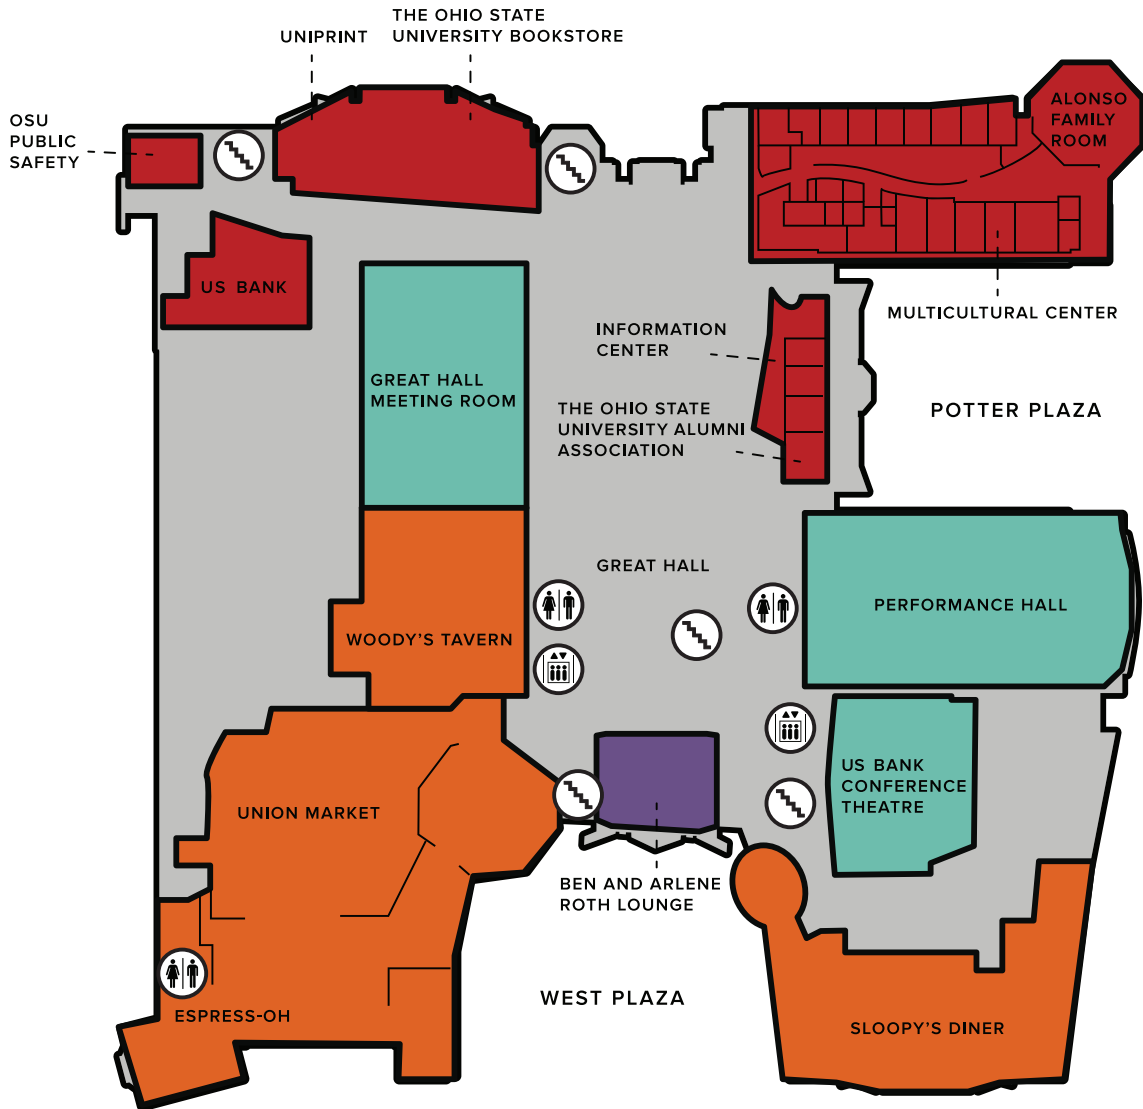 THE OHIO STATE
UNIVERSITY BOOKSTORE
UNIPRINT
OSU
PUBLIC
SAFETY
ALONSO
FAMILY
ROOM
US BANK
MULTICULTURAL CENTER
INFORMATION
CENTER
GREAT HALL
MEETING ROOM
POTTER PLAZA
THE OHIO STATE
UNIVERSITY ALUMNI
ASSOCIATION
GREAT HALL
PERFORMANCE HALL
WOODY'S TAVERN
US BANK
CONFERENCE
THEATRE
UNION MARKET
BEN AND ARLENE
ROTH LOUNGE
WEST PLAZA
ESPRESS-OH
SLOOPY'S DINER